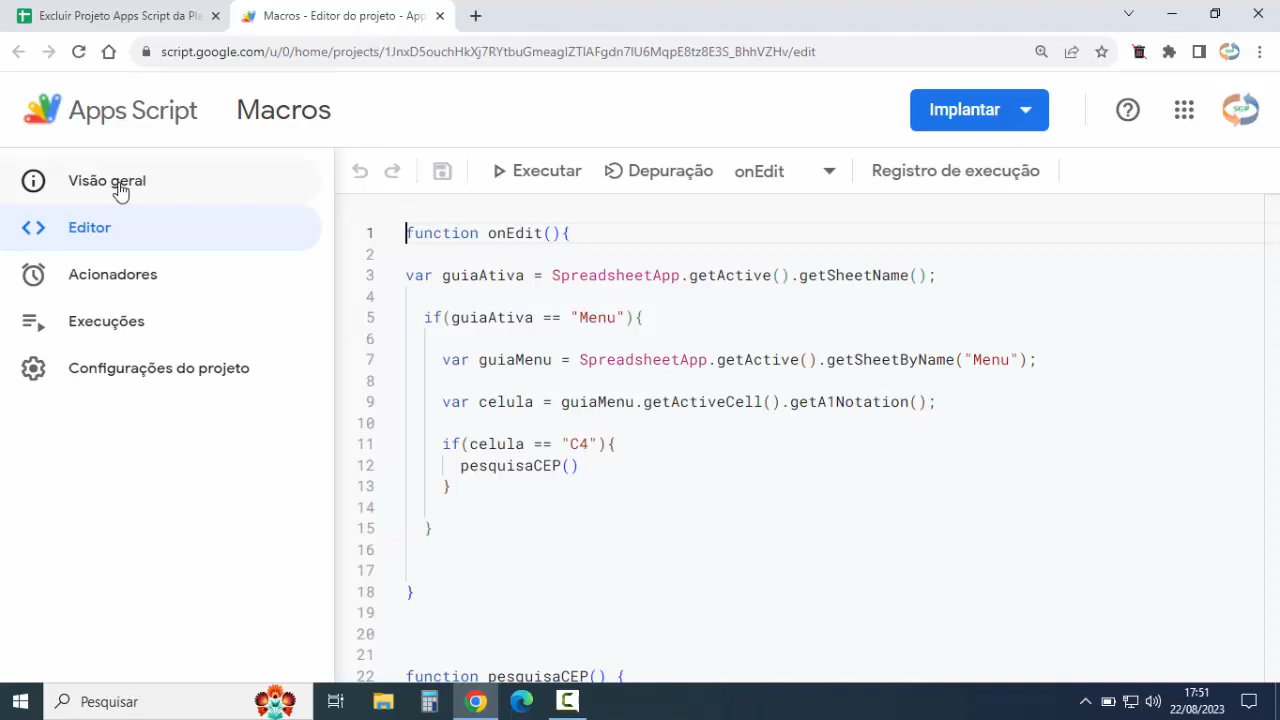 Excluir Projeto Apps Script da Pla
Macros - Editor do projeto - App
script.google.com/u/0/home/projects/1JnxD5ouchHkXj7RYtbuGmeagIZTlAFgdn7lU6MqpE8tz8E3S_BhhVZHv/edit
Apps Script
Macros
Implantar
Visão geral
Editor
Acionadores
Execuções
Configurações do projeto
Executar
Depuração
onEdit
Registro de execução
1 function onEdit(){
2
3 var guiaAtiva = SpreadsheetApp.getActive().getSheetName();
4
5 if(guiaAtiva == "Menu"){
6
7 var guiaMenu = SpreadsheetApp.getActive().getSheetByName("Menu");
8
9 var celula = guiaMenu.getActiveCell().getA1Notation();
10
11 if(celula == "C4"){
12 pesquisaCEP()
13 }
14
15 }
16
17
18 }
19
20
21
22 function pesquisaCEP() {
Pesquisar
17:51
22/08/2023